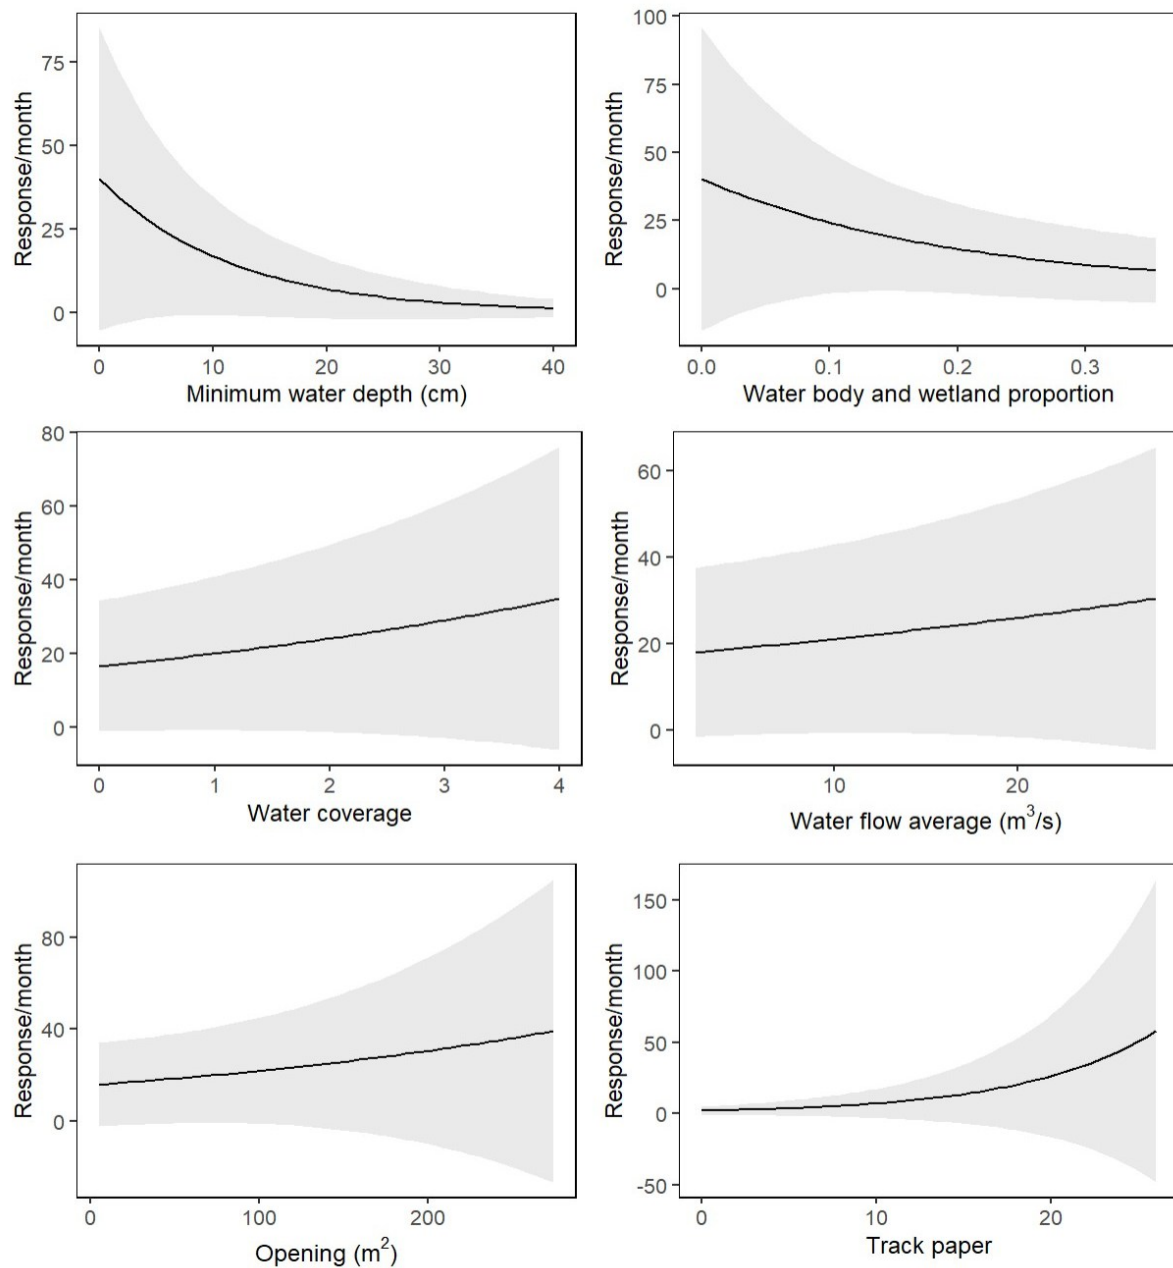 Response/month
75
50
25
0
0 10 20 30 40
Minimum water depth (cm)
Response/month
100
75
50
25
0
0.0 0.1 0.2 0.3
Water body and wetland proportion
Response/month
80
60
40
20
0
0 1 2 3 4
Water coverage
Response/month
60
40
20
0
10 20
Water flow average (m³/s)
Response/month
80
40
0
0 100 200
Opening (m²)
Response/month
150
100
50
0
-50
0 10 20
Track paper